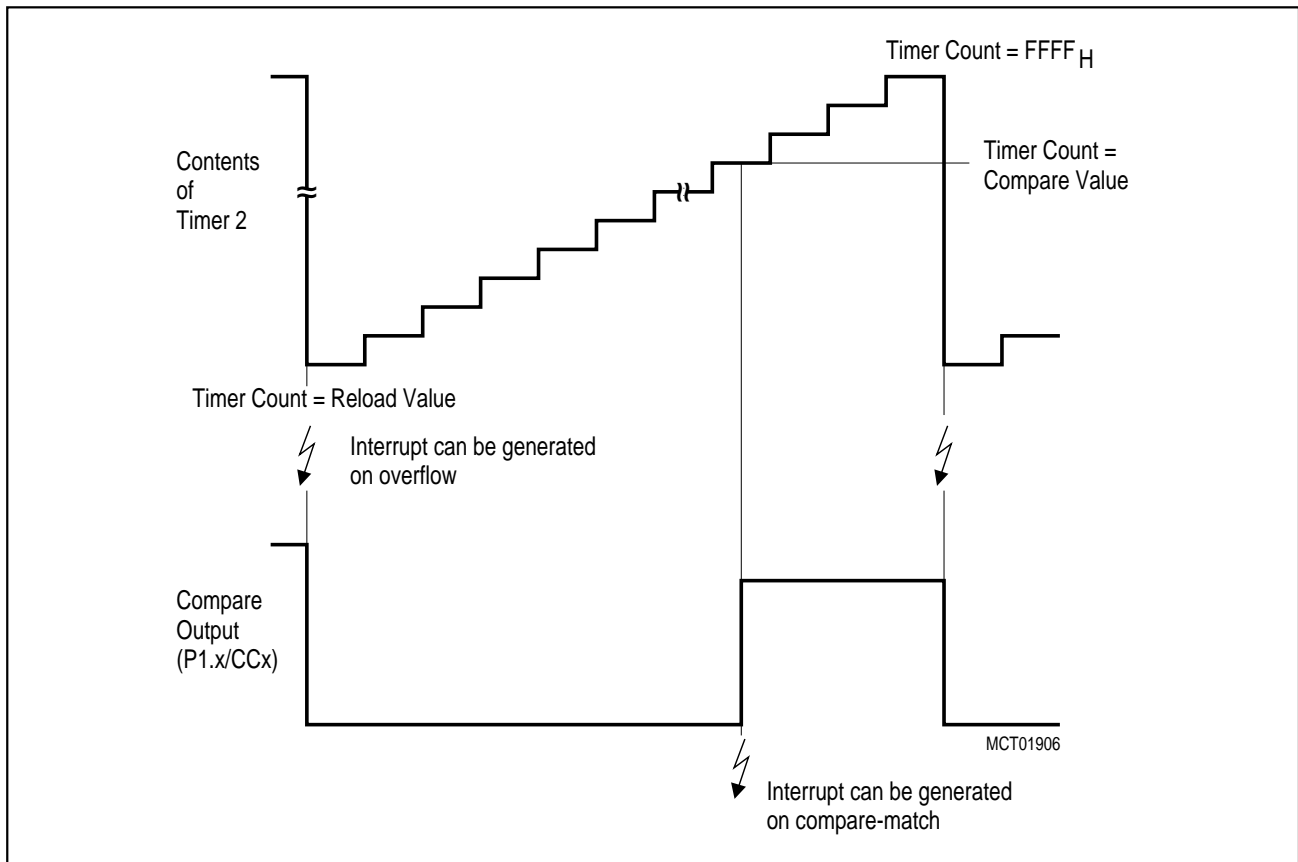 Timer Count = FFFF H
Contents
of
Timer 2
Timer Count =
Compare Value
Timer Count = Reload Value
Interrupt can be generated
on overflow
Compare
Output
(P1.x/CCx)
MCT01906
Interrupt can be generated
on compare-match